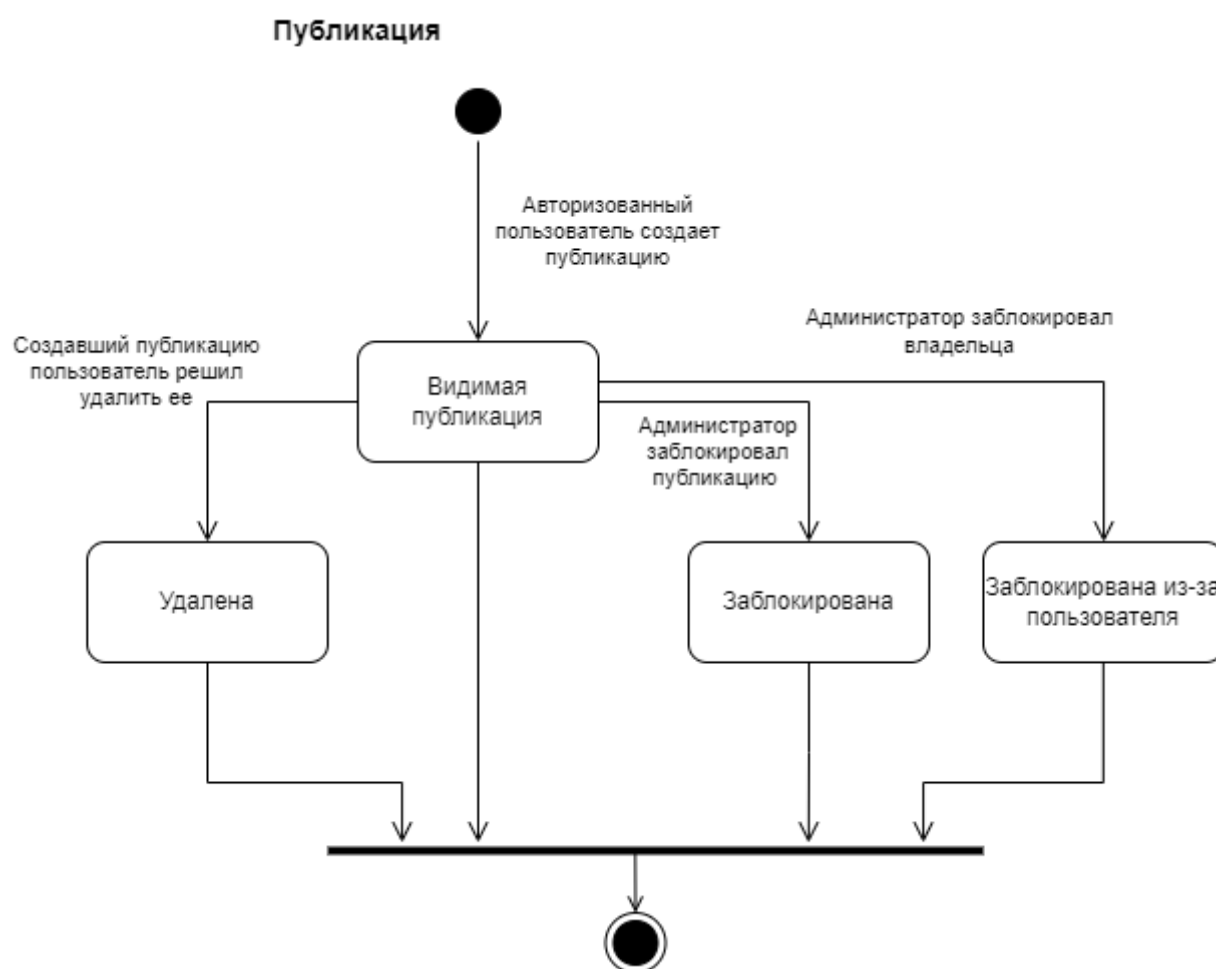 Публикация
Авторизованный
пользователь создает
публикацию
Администратор заблокировал
владельца
Создавший публикацию
пользователь решил
удалить ее
Видимая
публикация
Администратор
заблокировал
публикацию
Удалена
Заблокирована
Заблокирована из-за
пользователя